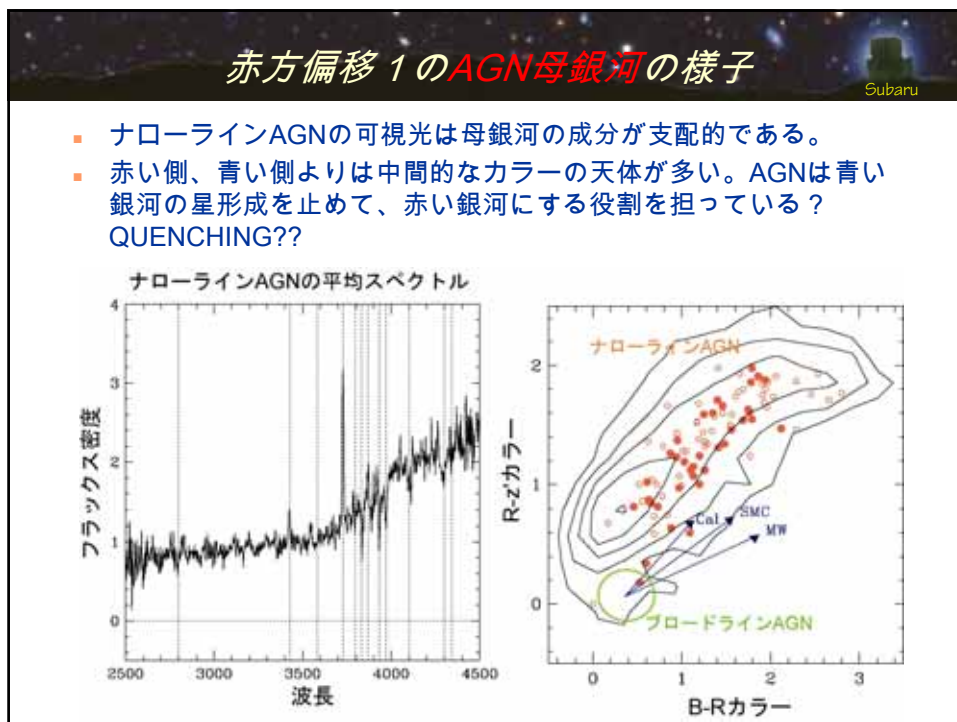 赤方偏移1のAGN母銀河の様子
Subaru
ナローラインAGNの可視光は母銀河の成分が支配的である。
赤い側、青い側よりは中間的なカラーの天体が多い。AGNは青い
銀河の星形成を止めて、赤い銀河にする役割を担っている?
QUENCHING??
ナローラインAGNの平均スペクトル
フラックス密度
4
3
2
1
0
2500 3000 3500 4000 4500
波長
ナローラインAGN
R-z'カラー
2
1
0
Cal
SMC
MW
ブロードラインAGN
0 1 2 3
B-Rカラー